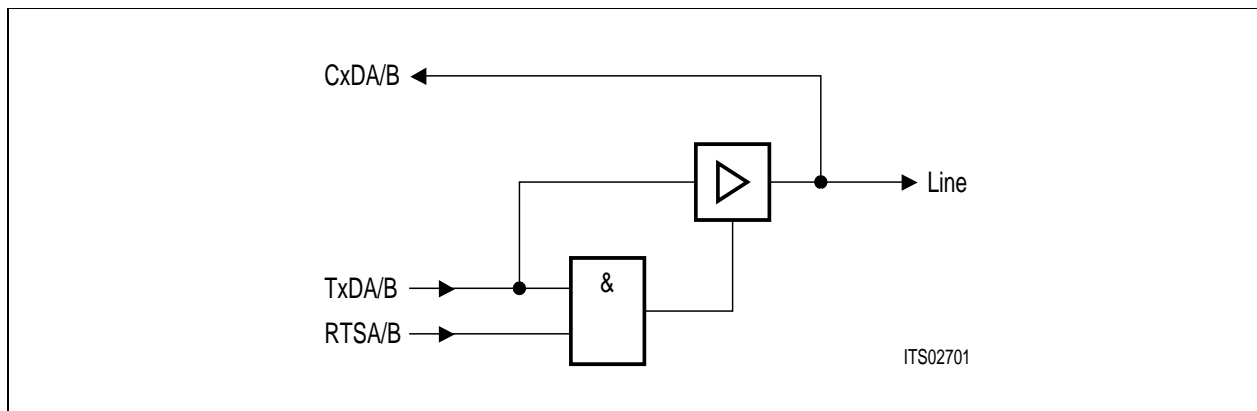 CxDA/B
Line
TxDA/B
&
RTSA/B
ITS02701